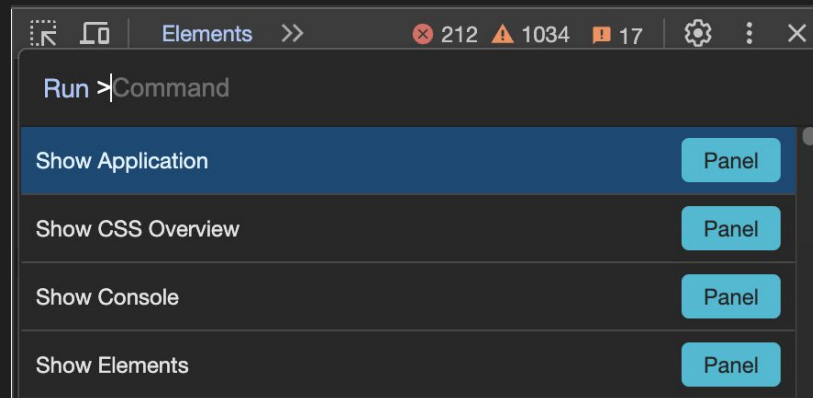 Elements 212 1034 17
Run >Command
Show Application Panel
Show CSS Overview Panel
Show Console Panel
Show Elements Panel